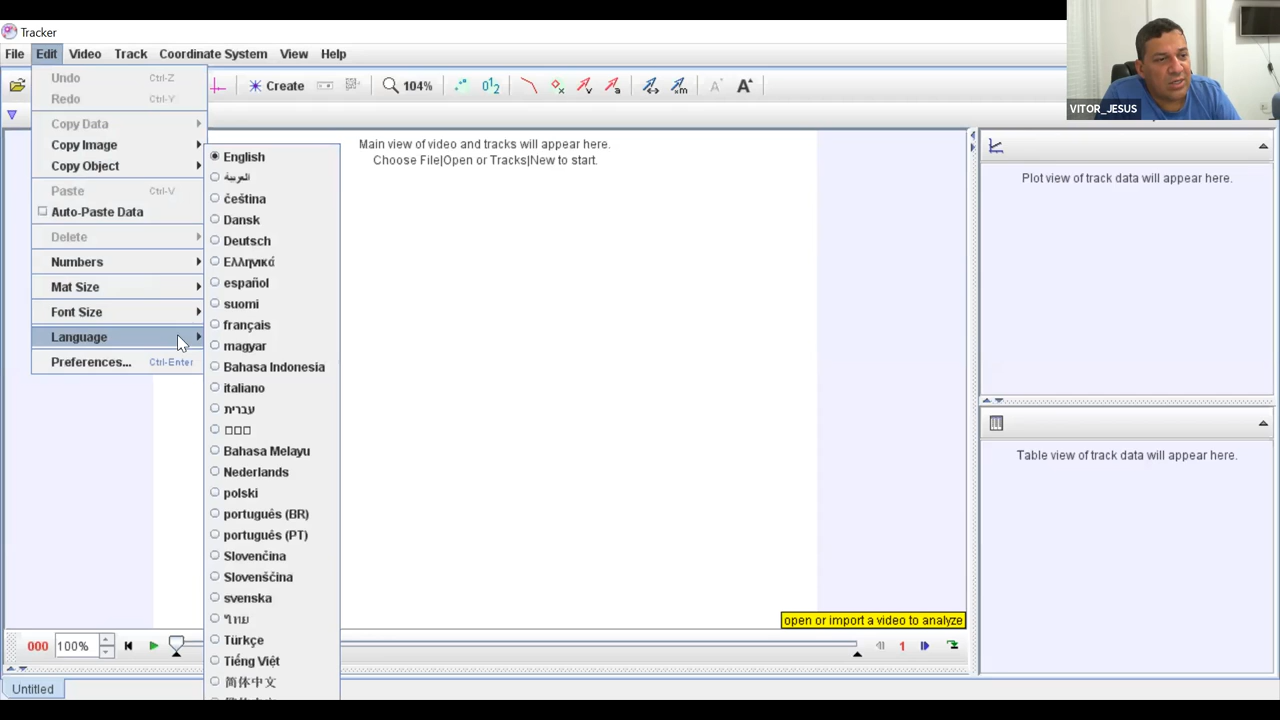 Tracker
File Edit Video Track Coordinate System View Help
Create 104%
Undo Ctrl-Z
Redo Ctrl-Y
Copy Data
Copy Image
Copy Object
Paste Ctrl-V
Auto-Paste Data
Delete
Numbers
Mat Size
Font Size
Language
Preferences... Ctrl-Enter
English
العربية
čeština
Dansk
Deutsch
Ελληνικά
español
suomi
français
magyar
Bahasa Indonesia
italiano
עברית
□□□
Bahasa Melayu
Nederlands
polski
português (BR)
português (PT)
Slovenčina
Slovenščina
svenska
ไทย
Türkçe
Tiếng Việt
简体中文
Main view of video and tracks will appear here.
Choose File|Open or Tracks|New to start.
VITOR_JESUS
Plot view of track data will appear here.
Table view of track data will appear here.
open or import a video to analyze
000 100% 1
Untitled